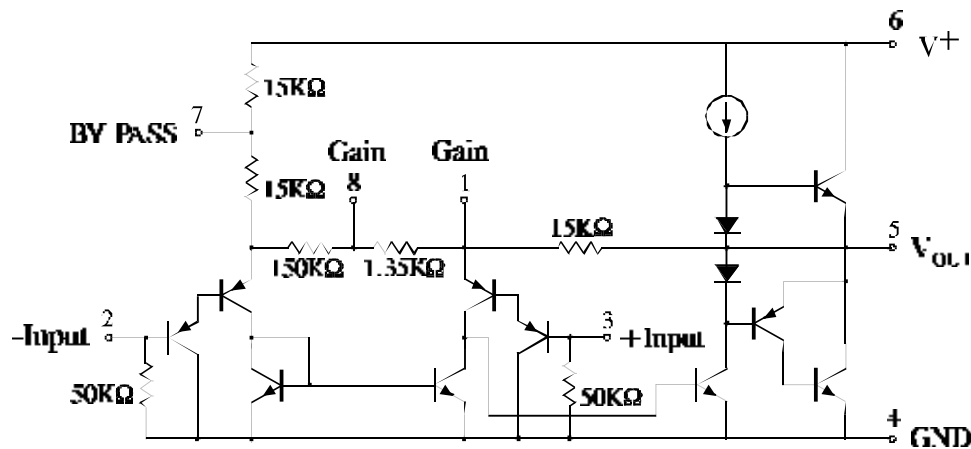 6
V+
15KΩ
7
BY PASS
Gain
8
Gain
1
15KΩ
15KΩ
5
VOUT
150KΩ
1.35KΩ
2
-Input
3
+Input
50KΩ
50KΩ
4
GND